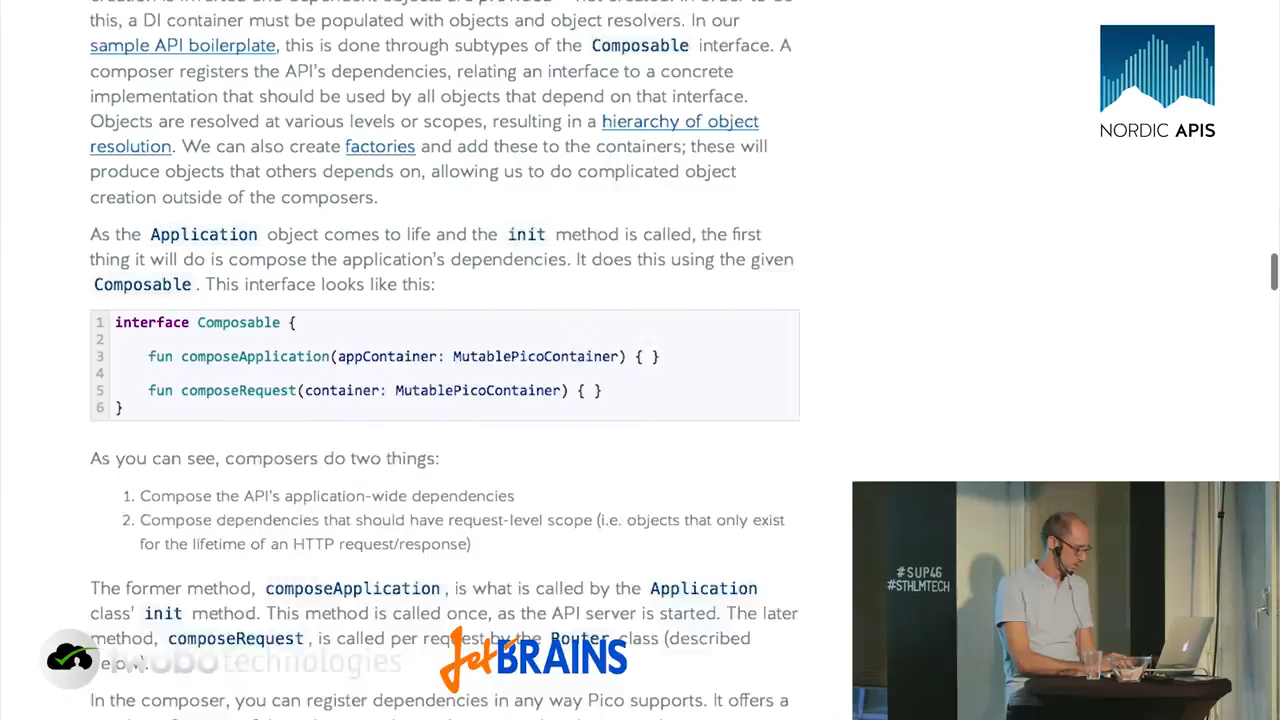 this, a DI container must be populated with objects and object resolvers. In our
sample API boilerplate, this is done through subtypes of the Composable interface. A
composer registers the API's dependencies, relating an interface to a concrete
implementation that should be used by all objects that depend on that interface.
Objects are resolved at various levels or scopes, resulting in a hierarchy of object
resolution. We can also create factories and add these to the containers; these will
produce objects that others depends on, allowing us to do complicated object
creation outside of the composers.
As the Application object comes to life and the init method is called, the first
thing it will do is compose the application's dependencies. It does this using the given
Composable. This interface looks like this:
1 interface Composable {
2
3 fun composeApplication(appContainer: MutablePicoContainer) { }
4
5 fun composeRequest(container: MutablePicoContainer) { }
6 }
As you can see, composers do two things:
1. Compose the API's application-wide dependencies
2. Compose dependencies that should have request-level scope (i.e. objects that only exist
for the lifetime of an HTTP request/response)
The former method, composeApplication, is what is called by the Application
class' init method. This method is called once, as the API server is started. The later
method, composeRequest, is called per request by the Router class (described
below).
In the composer, you can register dependencies in any way Pico supports. It offers a
NORDIC APIS
#SUP46
#STHLMTECH
twobotechnologies
JetBRAINS